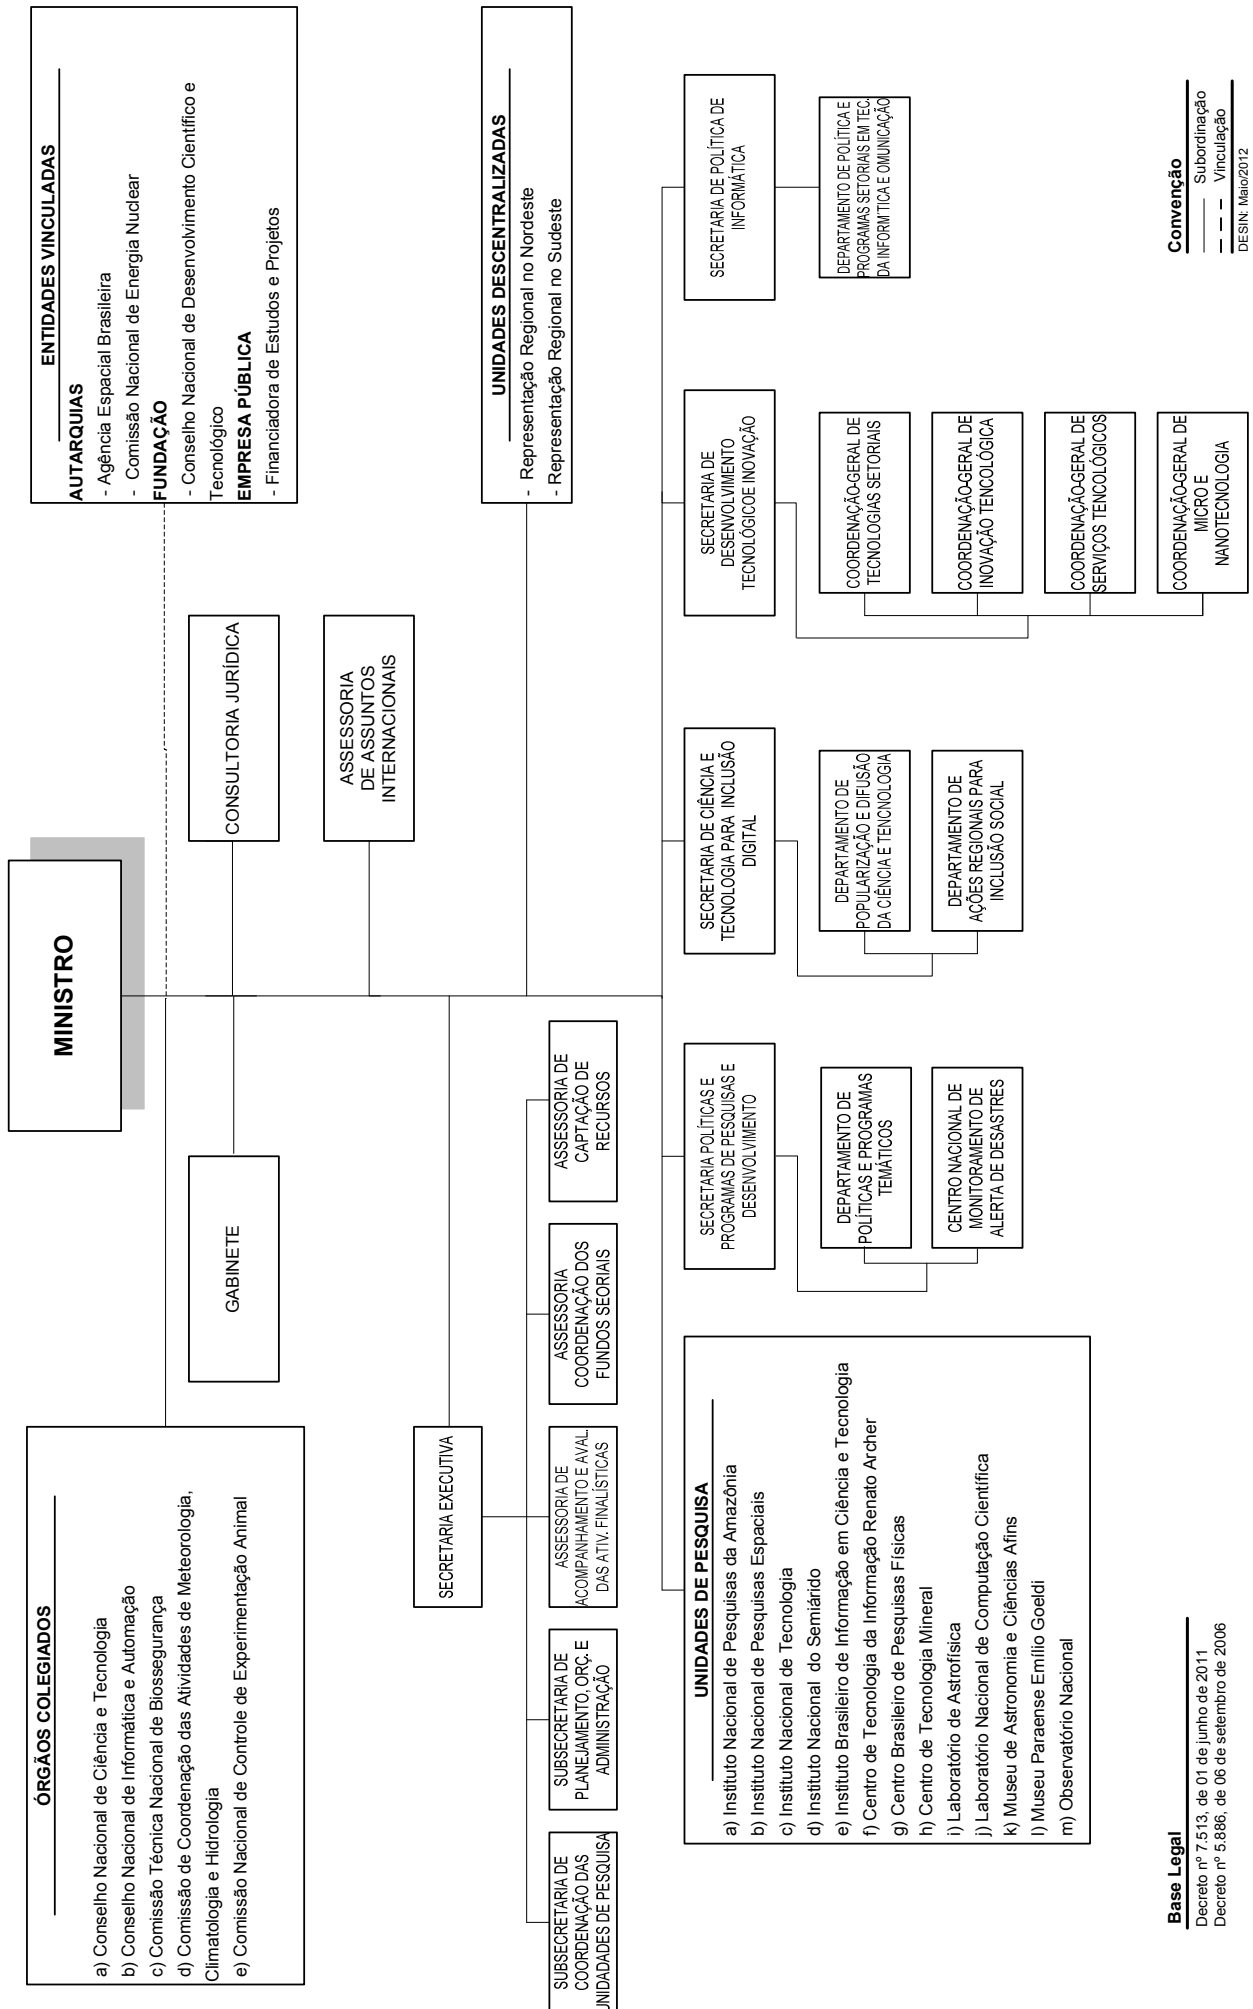 MINISTRO
ÓRGÃOS COLEGIADOS
a) Conselho Nacional de Ciência e Tecnologia
b) Conselho Nacional de Informática e Automação
c) Comissão Técnica Nacional de Biossegurança
d) Comissão de Coordenação das Atividades de Meteorologia,
Climatologia e Hidrologia
e) Comissão Nacional de Controle de Experimentação Animal
ENTIDADES VINCULADAS
AUTARQUIAS
- Agência Espacial Brasileira
- Comissão Nacional de Energia Nuclear
FUNDAÇÃO
- Conselho Nacional de Desenvolvimento Científico e
Tecnológico
EMPRESA PÚBLICA
- Financiadora de Estudos e Projetos
GABINETE
CONSULTORIA JURÍDICA
ASSESSORIA
DE ASSUNTOS
INTERNACIONAIS
SECRETARIA EXECUTIVA
UNIDADES DESCENTRALIZADAS
- Representação Regional no Nordeste
- Representação Regional no Sudeste
SUBSECRETARIA DE
COORDENAÇÃO DAS
UNIDADADES DE PESQUISA
SUBSECRETARIA DE
PLANEJAMENTO, ORÇ. E
ADMINISTRAÇÃO
ASSESSORIA DE
ACOMPANHAMENTO E AVAL.
DAS ATIV. FINALÍSTICAS
ASSESSORIA
COORDENAÇÃO DOS
FUNDOS SEORIAIS
ASSESSORIA DE
CAPTAÇÃO DE
RECURSOS
UNIDADES DE PESQUISA
a) Instituto Nacional de Pesquisas da Amazônia
b) Instituto Nacional de Pesquisas Espaciais
c) Instituto Nacional de Tecnologia
d) Instituto Nacional do Semiárido
e) Instituto Brasileiro de Informação em Ciência e Tecnologia
f) Centro de Tecnologia da Informação Renato Archer
g) Centro Brasileiro de Pesquisas Físicas
h) Centro de Tecnologia Mineral
i) Laboratório de Astrofísica
j) Laboratório Nacional de Computação Científica
k) Museu de Astronomia e Ciências Afins
l) Museu Paraense Emílio Goeldi
m) Observatório Nacional
SECRETARIA POLÍTICAS E
PROGRAMAS DE PESQUISAS E
DESENVOLVIMENTO
DEPARTAMENTO DE
POLÍTICAS E PROGRAMAS
TEMÁTICOS
CENTRO NACIONAL DE
MONITORAMENTO DE
ALERTA DE DESASTRES
SECRETARIA DE CIÊNCIA E
TECNOLOGIA PARA INCLUSÃO
DIGITAL
DEPARTAMENTO DE
POPULARIZAÇÃO E DIFUSÃO
DA CIÊNCIA E TENCNOLOGIA
DEPARTAMENTO DE
AÇÕES REGIONAIS PARA
INCLUSÃO SOCIAL
SECRETARIA DE
DESENVOLVIMENTO
TECNOLÓGICOE INOVAÇÃO
COORDENAÇÃO-GERAL DE
TECNOLOGIAS SETORIAIS
COORDENAÇÃO-GERAL DE
INOVAÇÃO TENCOLÓGICA
COORDENAÇÃO-GERAL DE
SERVIÇOS TENCOLÓGICOS
COORDENAÇÃO-GERAL DE
MICRO E
NANOTECNOLOGIA
SECRETARIA DE POLÍTICA DE
INFORMÁTICA
DEPARTAMENTO DE POLÍTICA E
PROGRAMAS SETORIAIS EM TEC.
DA INFORM´TICA E OMUNICAÇÃO
Base Legal
Decreto nº 7.513, de 01 de junho de 2011
Decreto nº 5.886, de 06 de setembro de 2006
Convenção
Subordinação
Vinculação
DESIN: Maio/2012